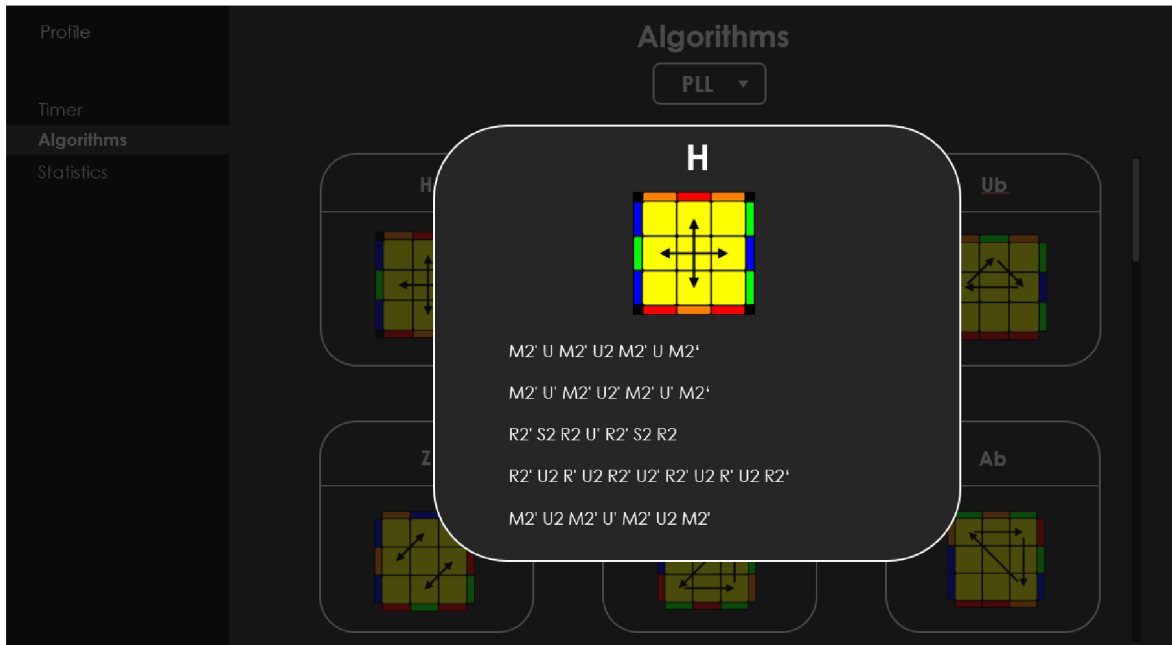 Profile
Algorithms
PLL
Timer
Algorithms
Statistics
H
H
Ub
M2' U M2' U2 M2' U M2‘
M2' U' M2' U2' M2' U' M2‘
R2' S2 R2 U' R2' S2 R2
R2' U2 R' U2 R2' U2' R2' U2 R' U2 R2‘
M2' U2 M2' U' M2' U2 M2'
Z
Ab